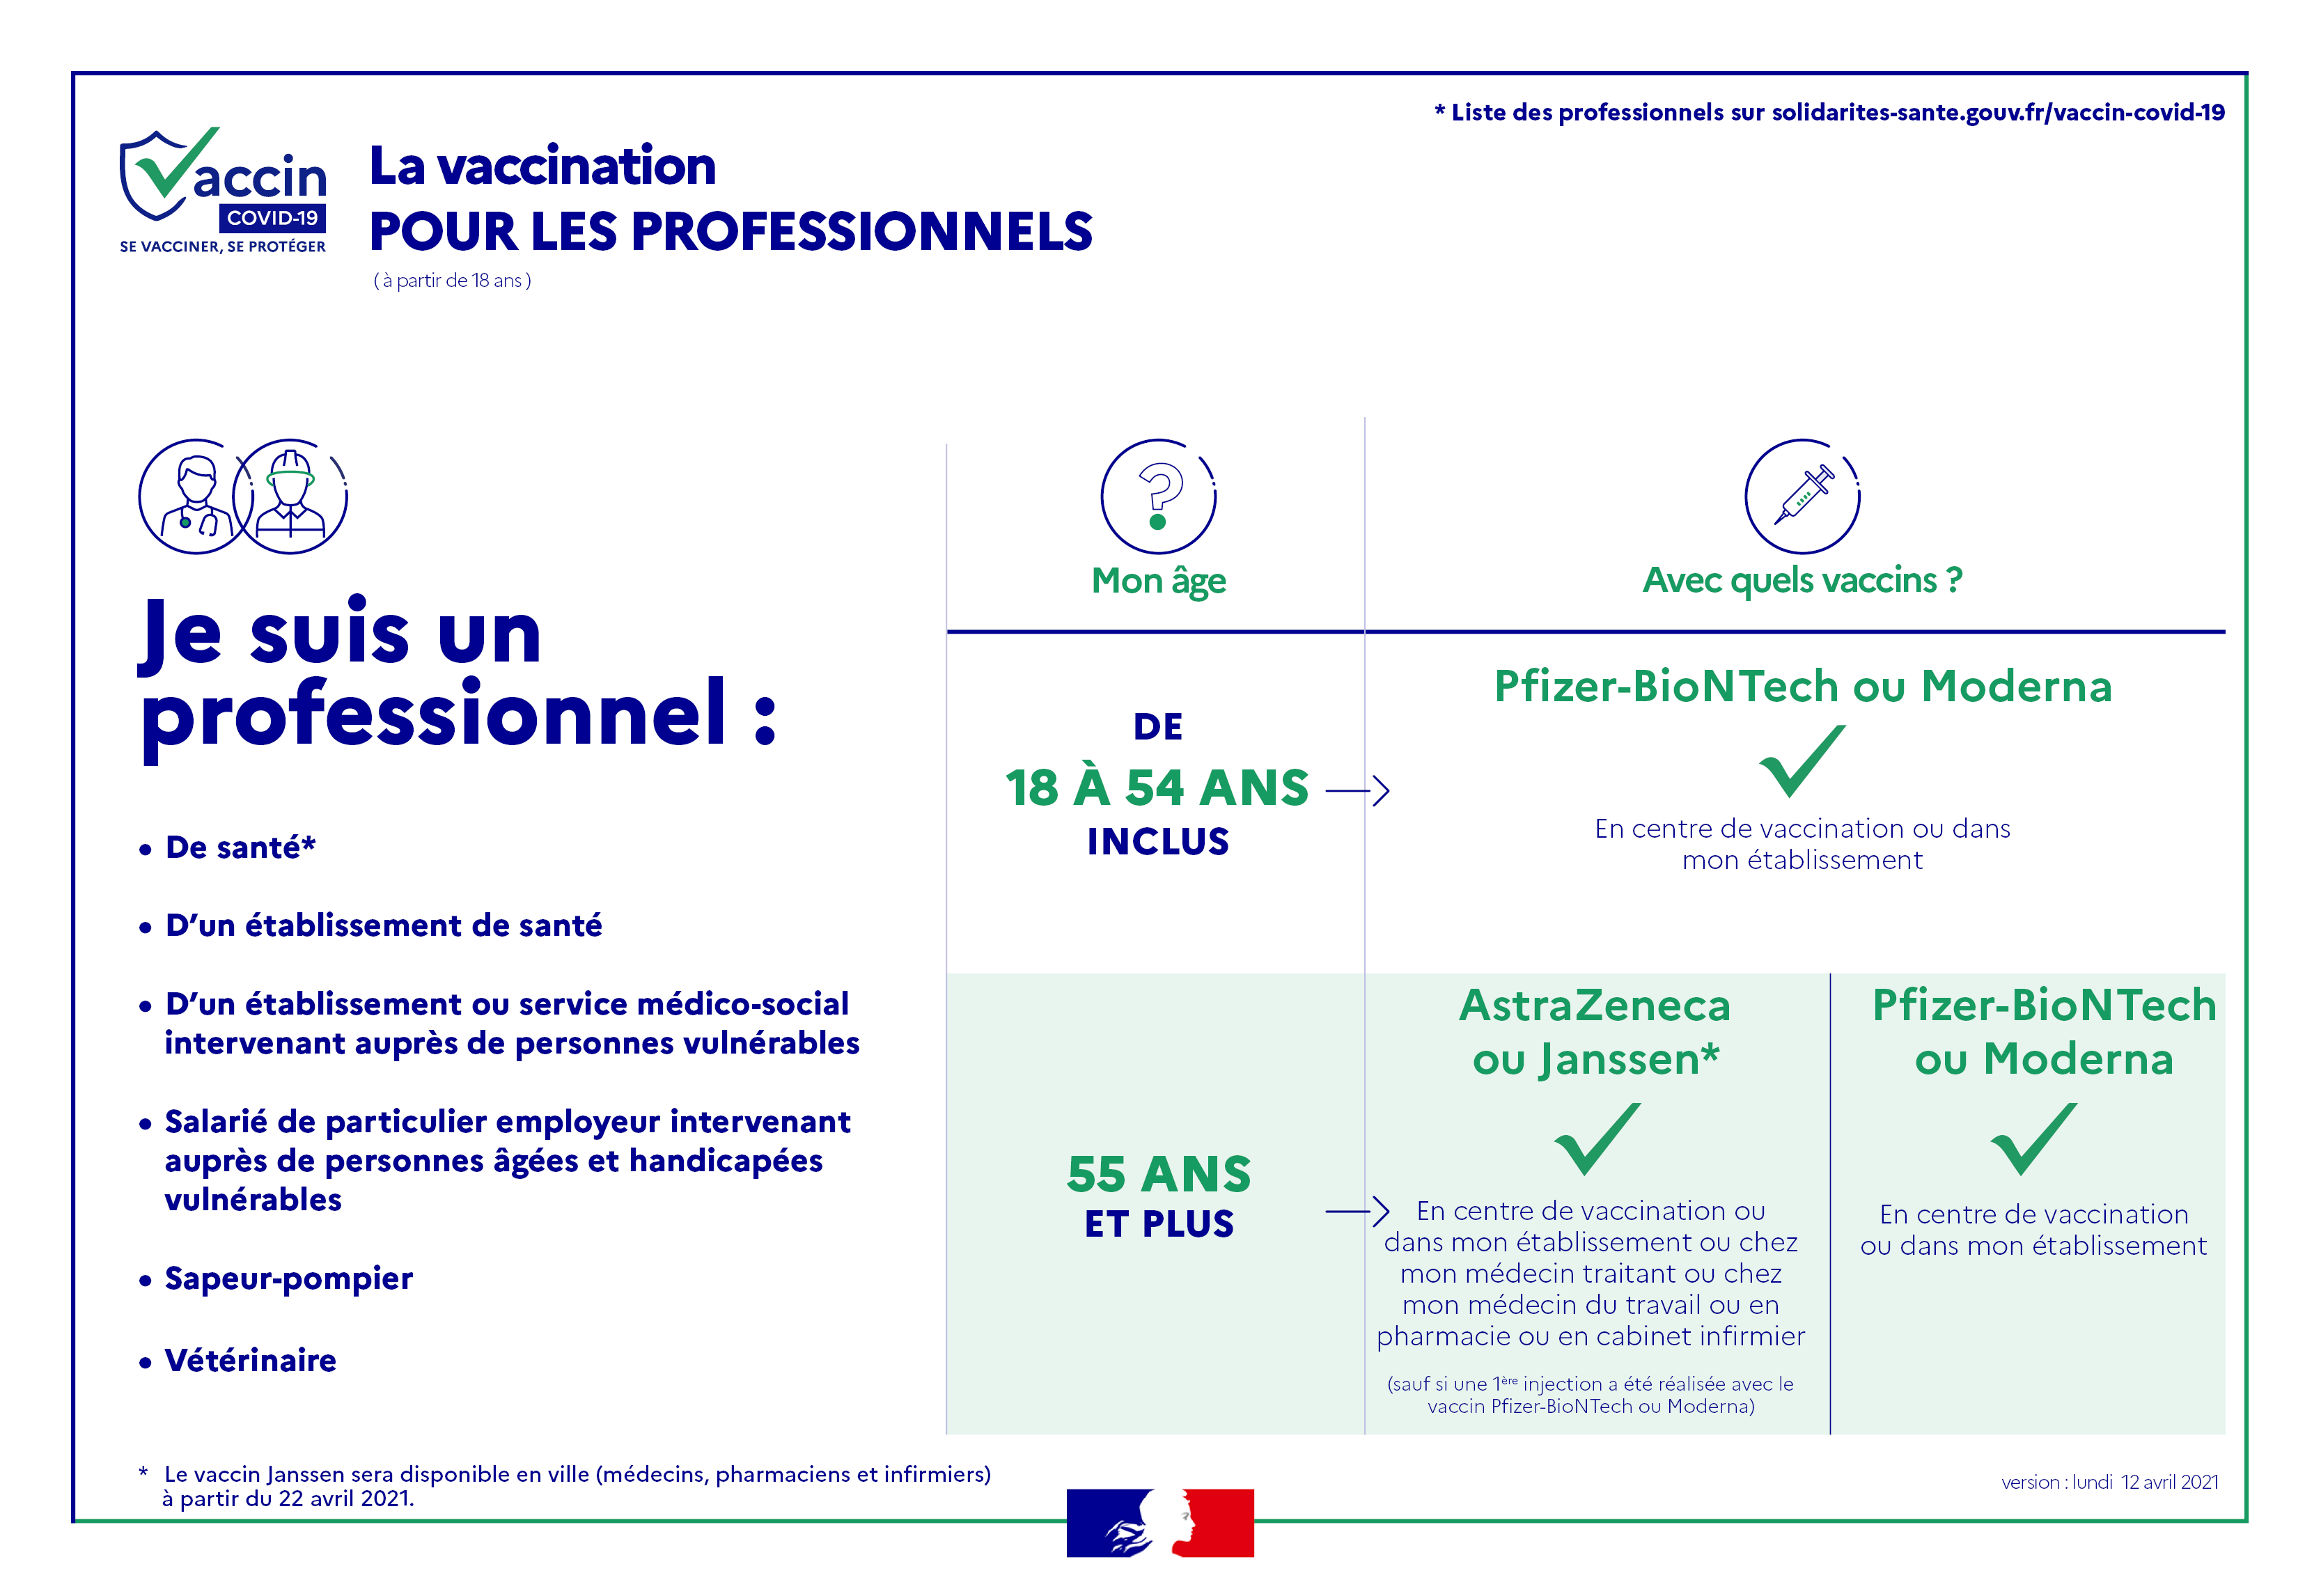 * Liste des professionnels sur solidarites-sante.gouv.fr/vaccin-covid-19
Vaccin
COVID-19
SE VACCINER, SE PROTÉGER
La vaccination
POUR LES PROFESSIONNELS
( à partir de 18 ans )
Je suis un
professionnel :
• De santé*
• D’un établissement de santé
• D’un établissement ou service médico-social
intervenant auprès de personnes vulnérables
• Salarié de particulier employeur intervenant
auprès de personnes âgées et handicapées
vulnérables
• Sapeur-pompier
• Vétérinaire
Mon âge
Avec quels vaccins ?
DE
18 À 54 ANS
INCLUS
Pfizer-BioNTech ou Moderna
En centre de vaccination ou dans
mon établissement
55 ANS
ET PLUS
AstraZeneca
ou Janssen*
En centre de vaccination ou
dans mon établissement ou chez
mon médecin traitant ou chez
mon médecin du travail ou en
pharmacie ou en cabinet infirmier
(sauf si une 1ère injection a été réalisée avec le
vaccin Pfizer-BioNTech ou Moderna)
Pfizer-BioNTech
ou Moderna
En centre de vaccination
ou dans mon établissement
* Le vaccin Janssen sera disponible en ville (médecins, pharmaciens et infirmiers)
à partir du 22 avril 2021.
version : lundi 12 avril 2021